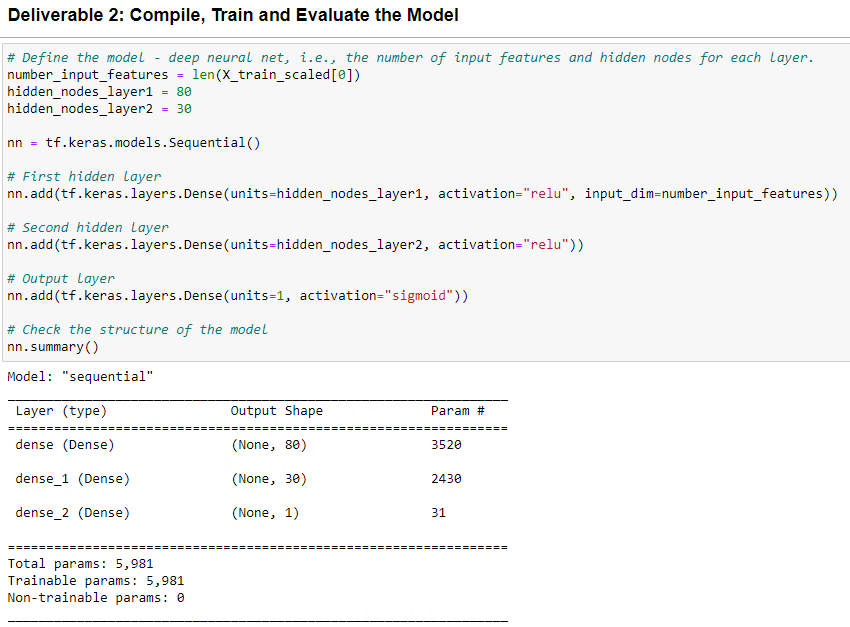 Deliverable 2: Compile, Train and Evaluate the Model
# Define the model - deep neural net, i.e., the number of input features and hidden nodes for each layer.
number_input_features = len(X_train_scaled[0])
hidden_nodes_layer1 = 80
hidden_nodes_layer2 = 30
nn = tf.keras.models.Sequential()
# First hidden layer
nn.add(tf.keras.layers.Dense(units=hidden_nodes_layer1, activation="relu", input_dim=number_input_features))
# Second hidden layer
nn.add(tf.keras.layers.Dense(units=hidden_nodes_layer2, activation="relu"))
# Output layer
nn.add(tf.keras.layers.Dense(units=1, activation="sigmoid"))
# Check the structure of the model
nn.summary()
Model: "sequential"
_________________________________________________________________
Layer (type) Output Shape Param #
=================================================================
dense (Dense) (None, 80) 3520
dense_1 (Dense) (None, 30) 2430
dense_2 (Dense) (None, 1) 31
=================================================================
Total params: 5,981
Trainable params: 5,981
Non-trainable params: 0
_________________________________________________________________